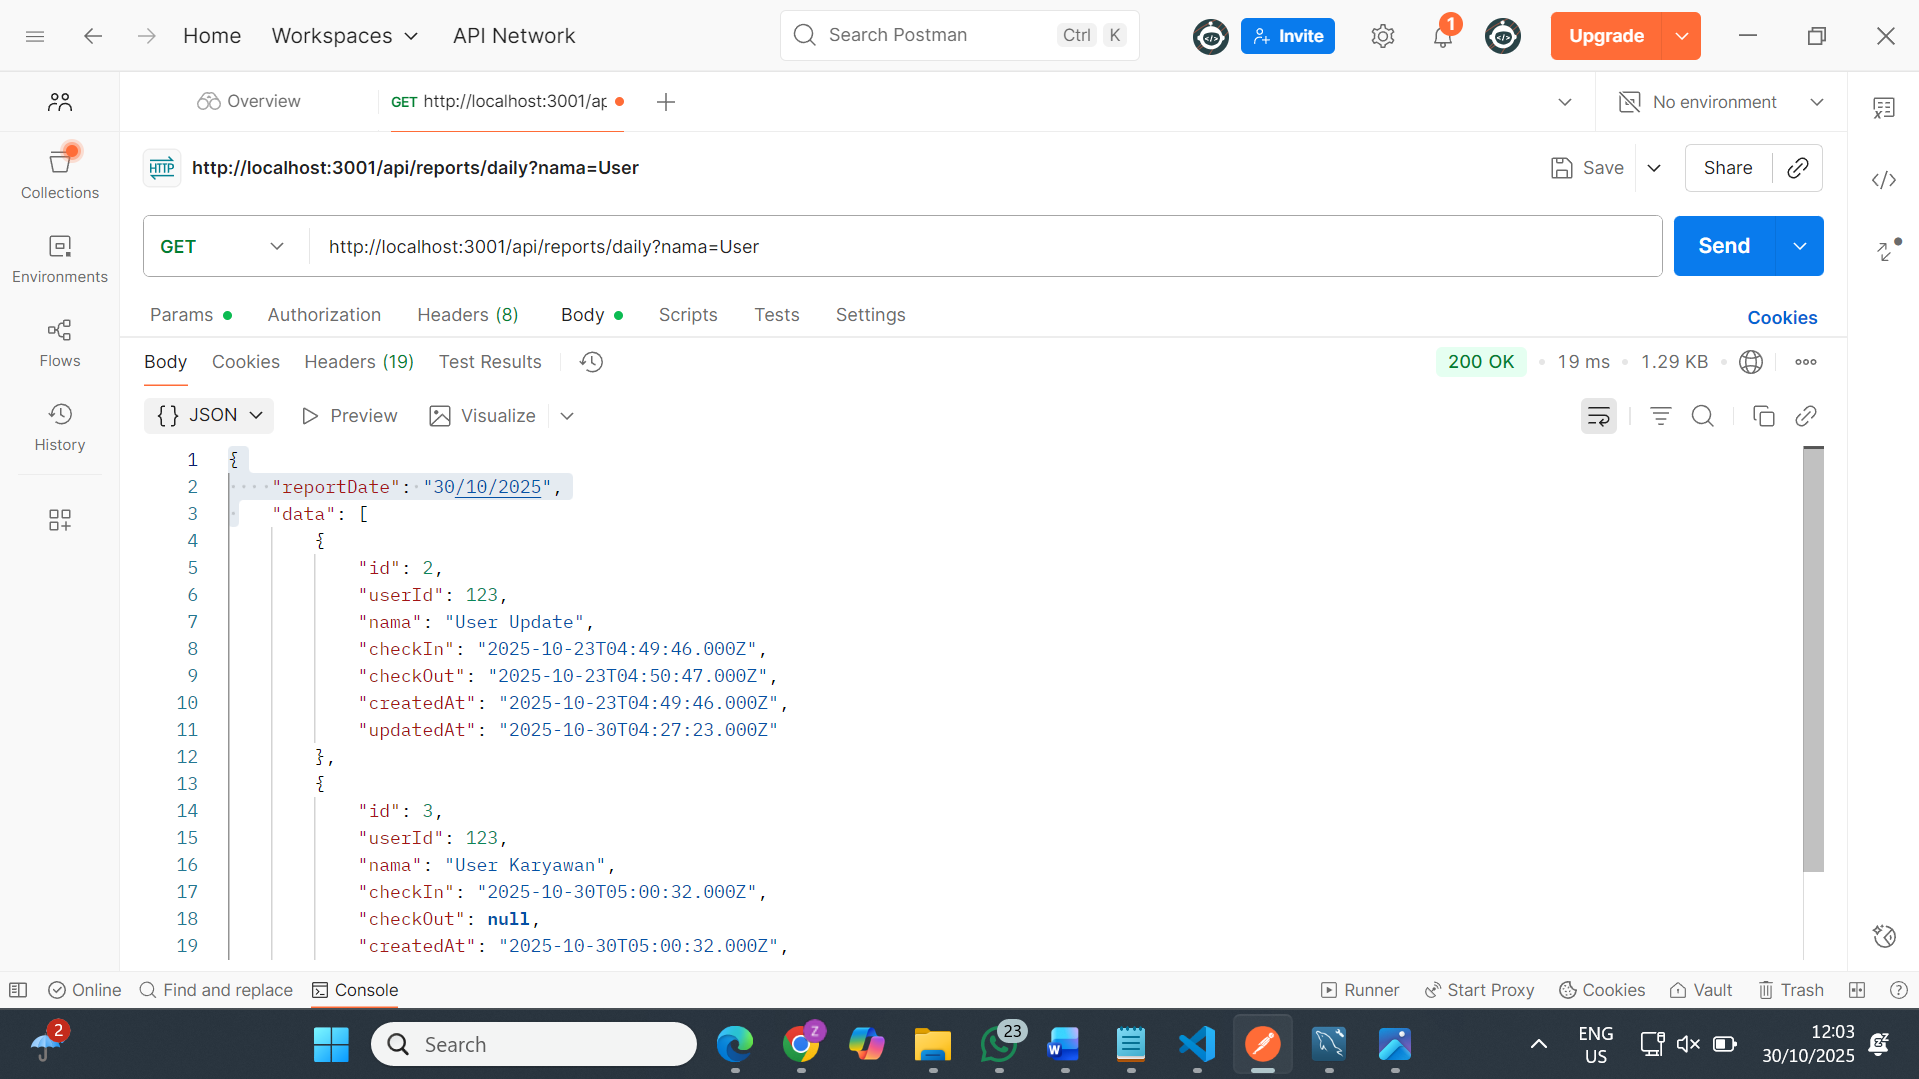 Home Workspaces API Network Search Postman Ctrl K Invite 1 Upgrade
Overview GET http://localhost:3001/ap No environment
HTTP http://localhost:3001/api/reports/daily?nama=User Save Share
Collections
GET http://localhost:3001/api/reports/daily?nama=User Send
Environments
Params Authorization Headers (8) Body Scripts Tests Settings Cookies
Flows
Body Cookies Headers (19) Test Results 200 OK 19 ms 1.29 KB
{} JSON Preview Visualize
History
1 {
2 "reportDate": "30/10/2025",
3 "data": [
4 {
5 "id": 2,
6 "userId": 123,
7 "nama": "User Update",
8 "checkIn": "2025-10-23T04:49:46.000Z",
9 "checkOut": "2025-10-23T04:50:47.000Z",
10 "createdAt": "2025-10-23T04:49:46.000Z",
11 "updatedAt": "2025-10-30T04:27:23.000Z"
12 },
13 {
14 "id": 3,
15 "userId": 123,
16 "nama": "User Karyawan",
17 "checkIn": "2025-10-30T05:00:32.000Z",
18 "checkOut": null,
19 "createdAt": "2025-10-30T05:00:32.000Z",
Online Find and replace Console Runner Start Proxy Cookies Vault Trash
2 Search Z 23 W ENG US 12:03
30/10/2025